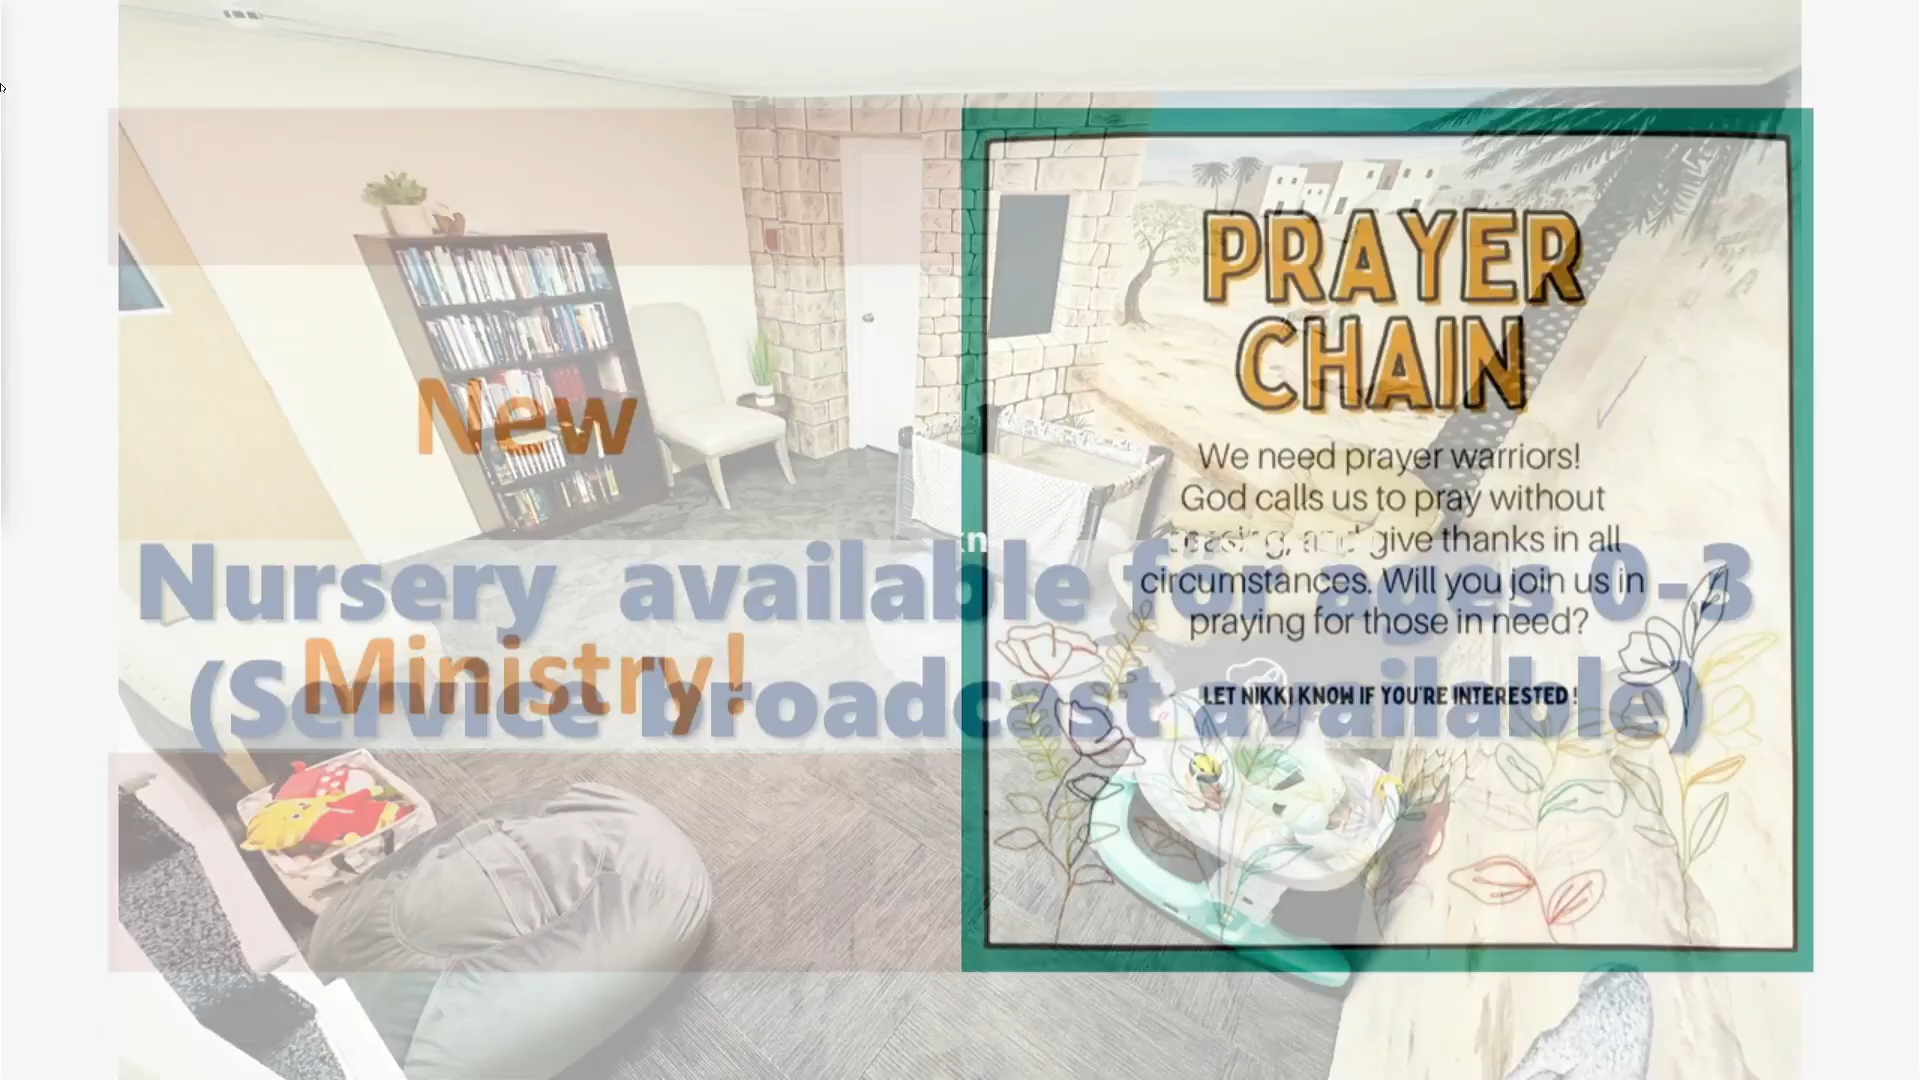 New
Ministry!
Nursery available for ages 0-3
(Service broadcast available)
PRAYER
CHAIN
We need prayer warriors!
God calls us to pray without
ceasing, and give thanks in all
circumstances. Will you join us in
praying for those in need?
LET NIKKI KNOW IF YOU'RE INTERESTED!